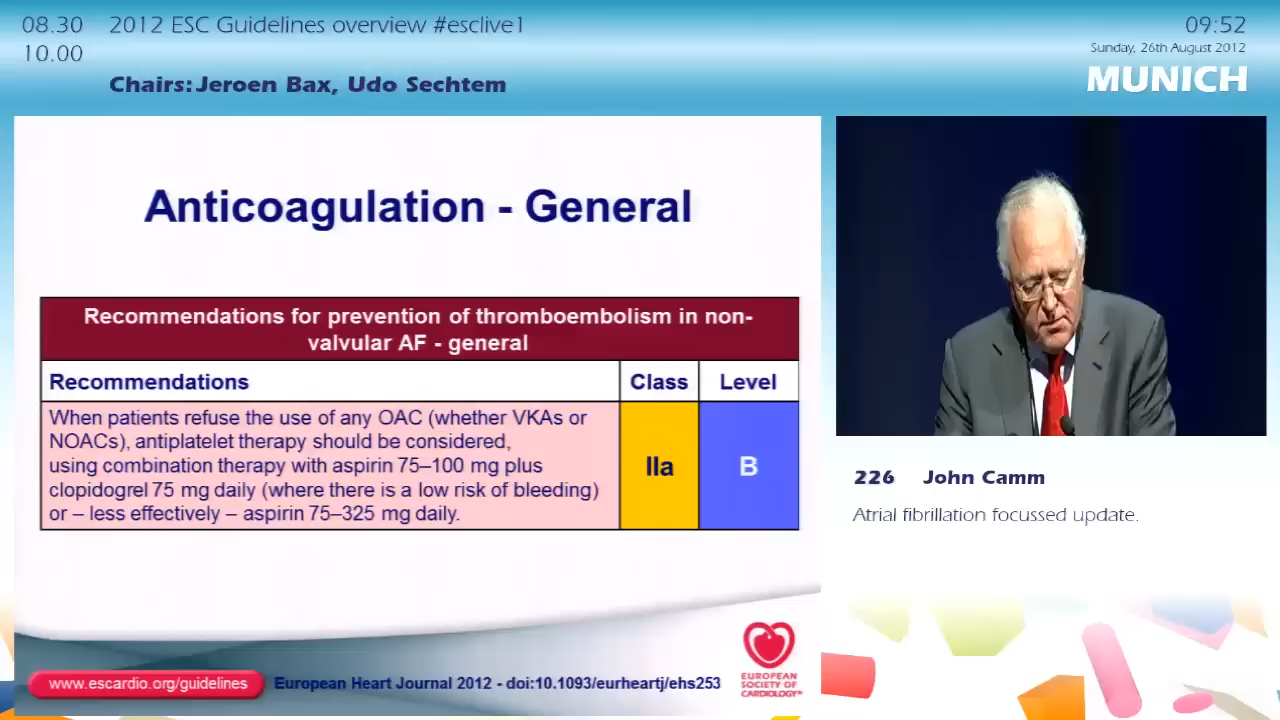 08.30 2012 ESC Guidelines overview #esclive1
10.00
Chairs: Jeroen Bax, Udo Sechtem
09:52
Sunday, 26th August 2012
MUNICH
Anticoagulation - General
Recommendations for prevention of thromboembolism in non-
valvular AF - general
Recommendations Class Level
When patients refuse the use of any OAC (whether VKAs or
NOACs), antiplatelet therapy should be considered,
using combination therapy with aspirin 75–100 mg plus
clopidogrel 75 mg daily (where there is a low risk of bleeding)
or – less effectively – aspirin 75–325 mg daily.
IIa B
226 John Camm
Atrial fibrillation focussed update.
www.escardio.org/guidelines European Heart Journal 2012 - doi:10.1093/eurheartj/ehs253
EUROPEAN
SOCIETY OF
CARDIOLOGY®